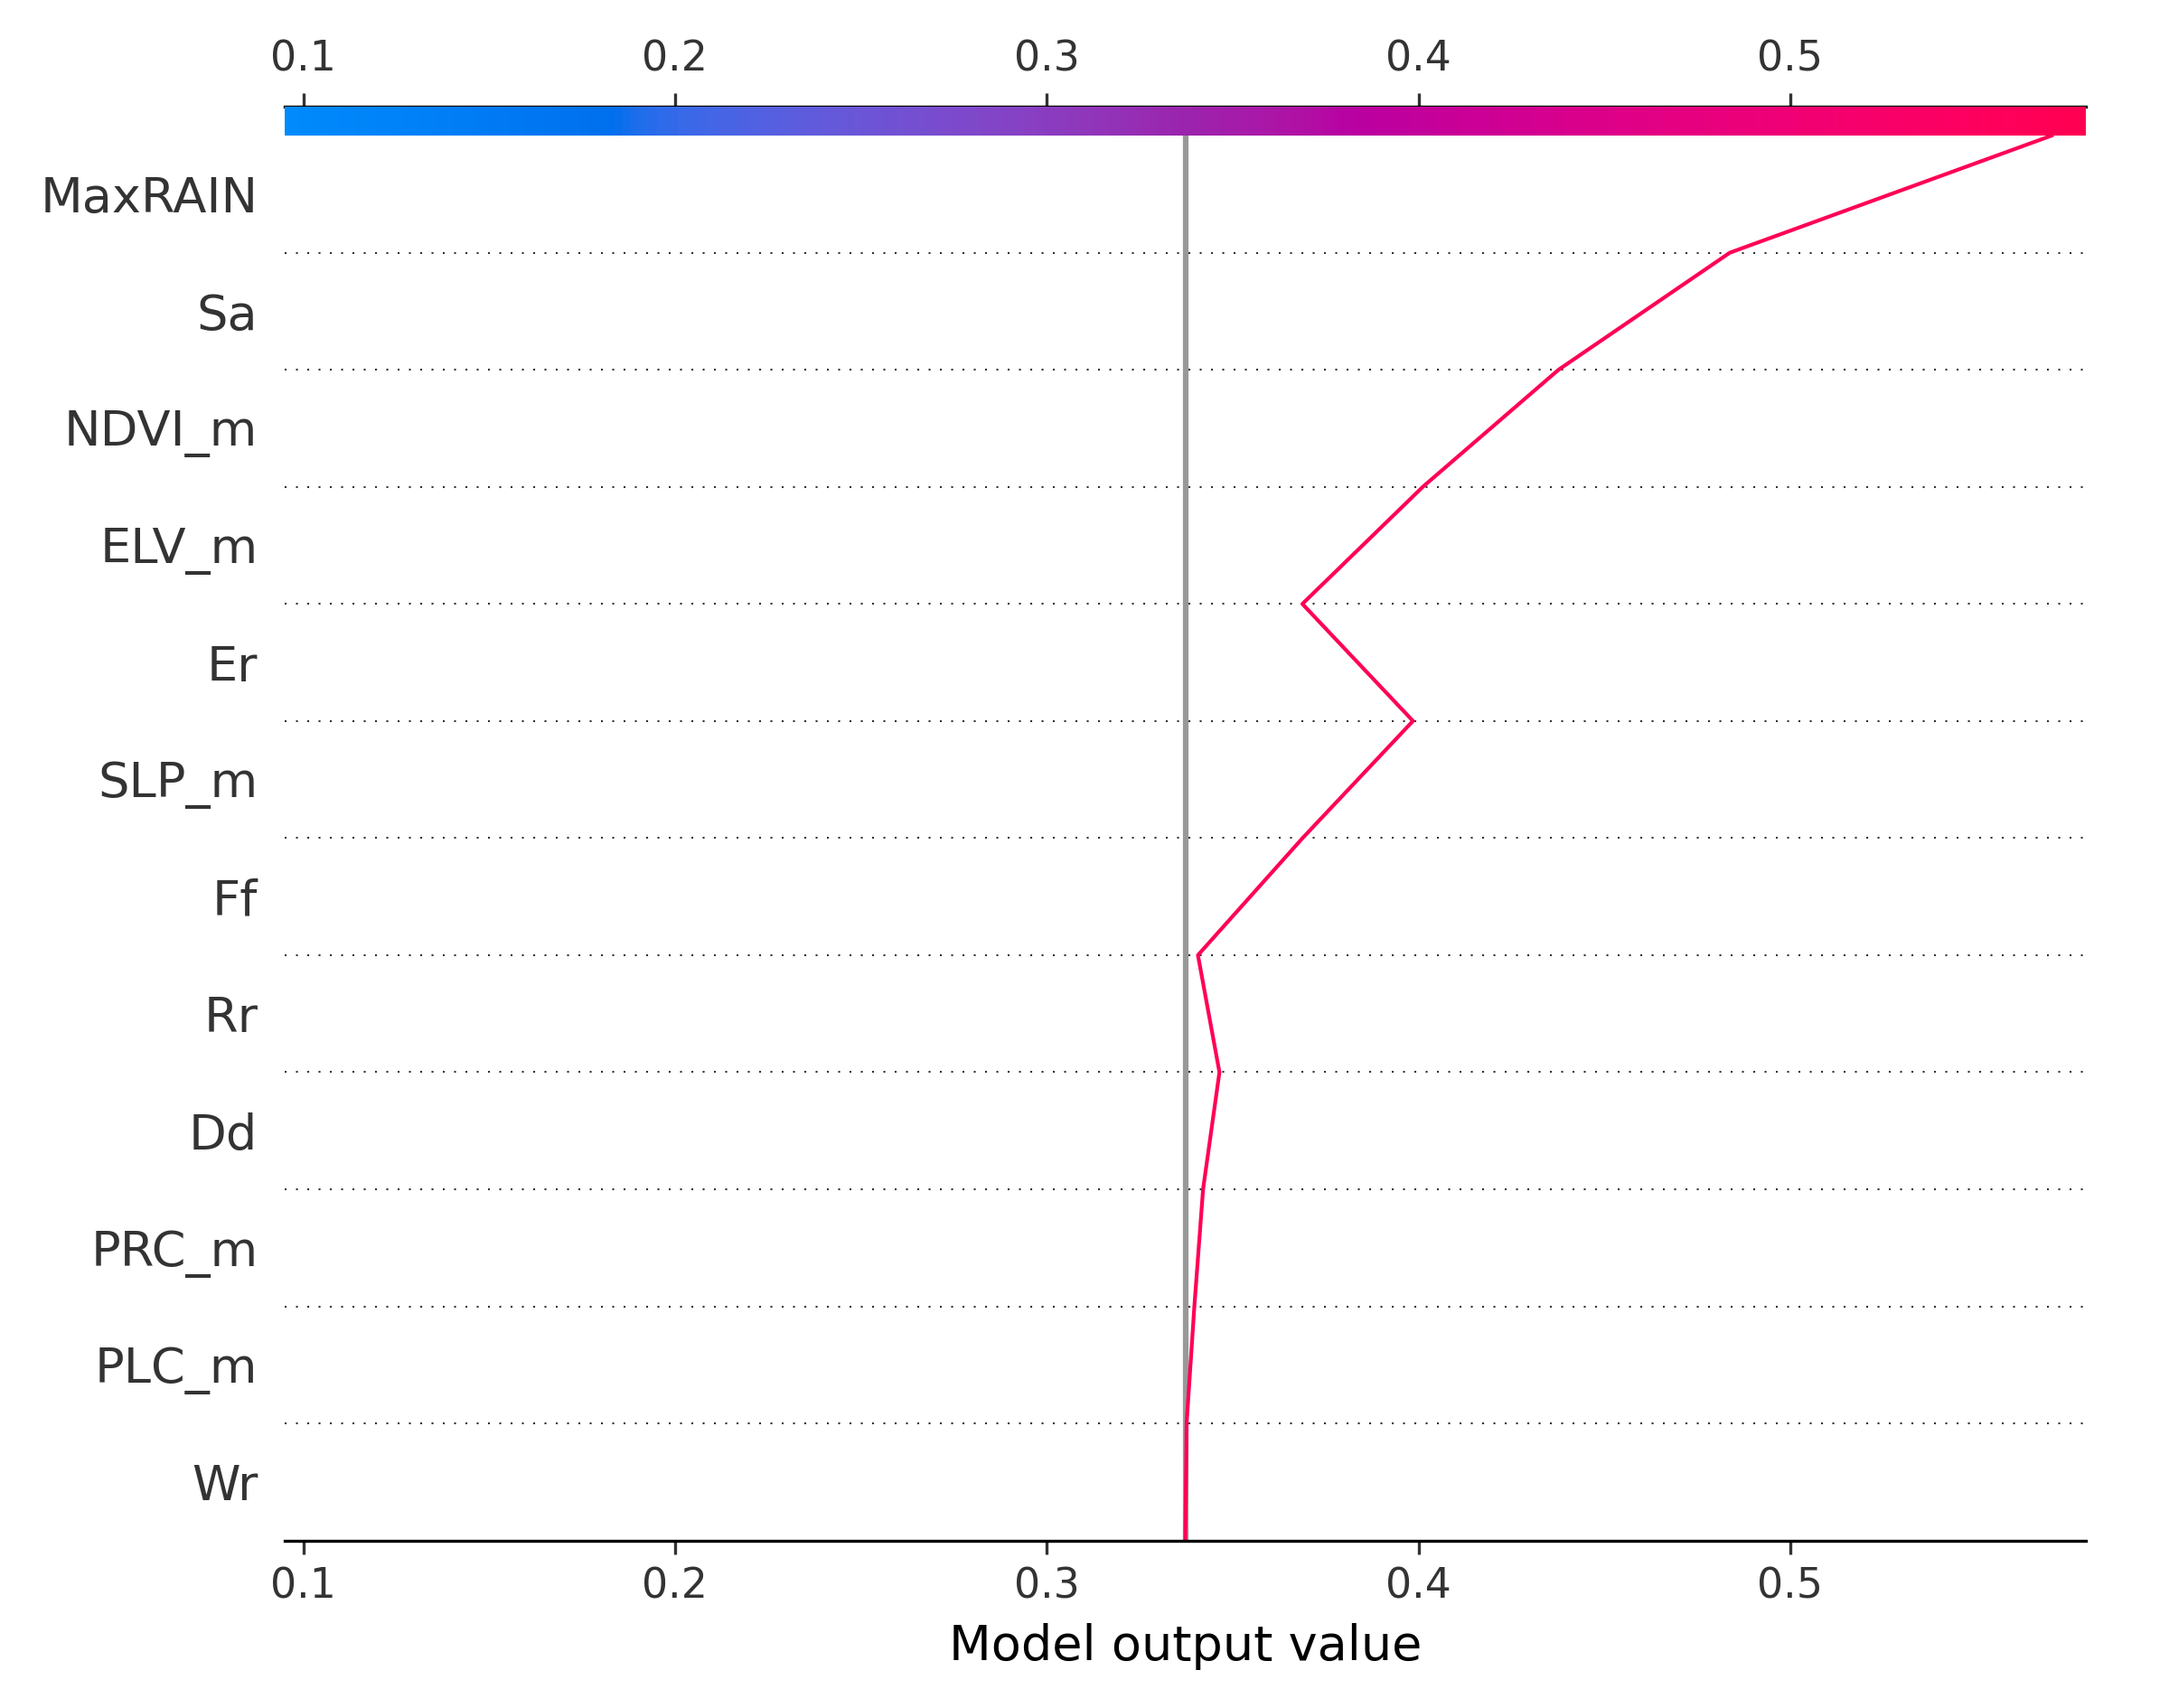 0.1 0.2 0.3 0.4 0.5
MaxRAIN
Sa
NDVI_m
ELV_m
Er
SLP_m
Ff
Rr
Dd
PRC_m
PLC_m
Wr
0.1 0.2 0.3 0.4 0.5
Model output value